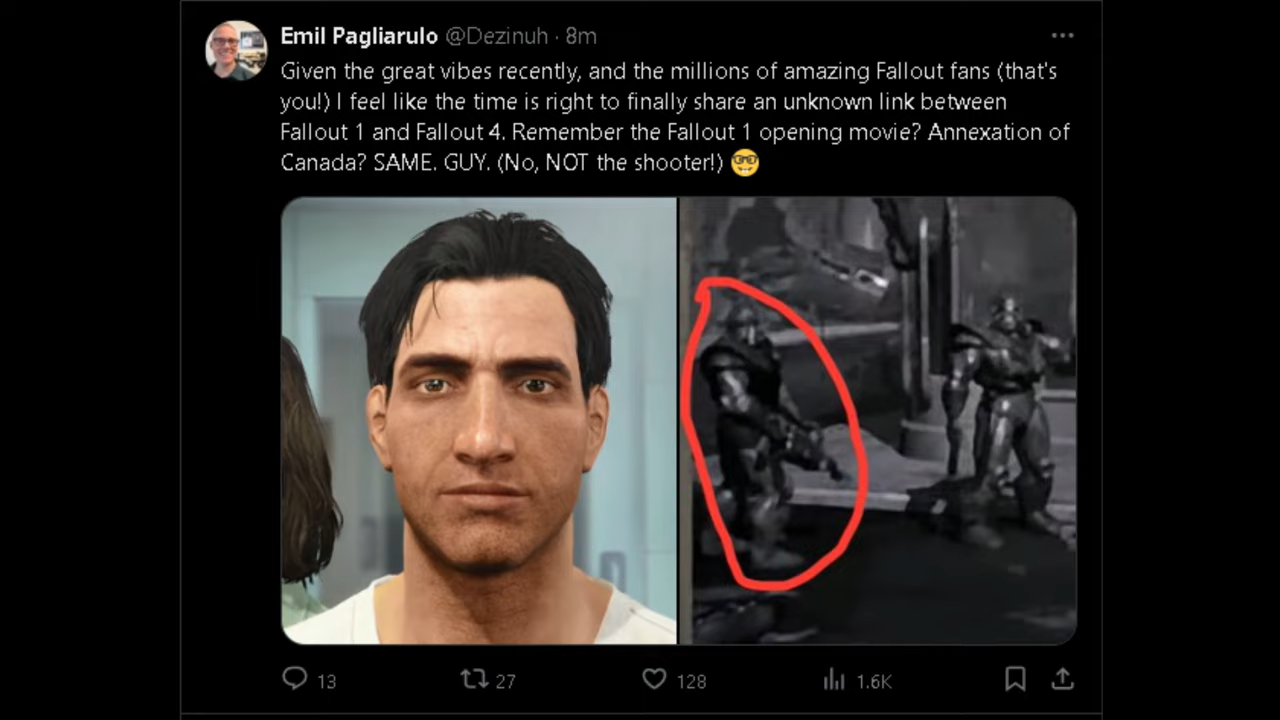 Emil Pagliarulo @Dezinuh · 8m
Given the great vibes recently, and the millions of amazing Fallout fans (that's
you!) I feel like the time is right to finally share an unknown link between
Fallout 1 and Fallout 4. Remember the Fallout 1 opening movie? Annexation of
Canada? SAME. GUY. (No, NOT the shooter!) 🤓
13 27 128 1.6K